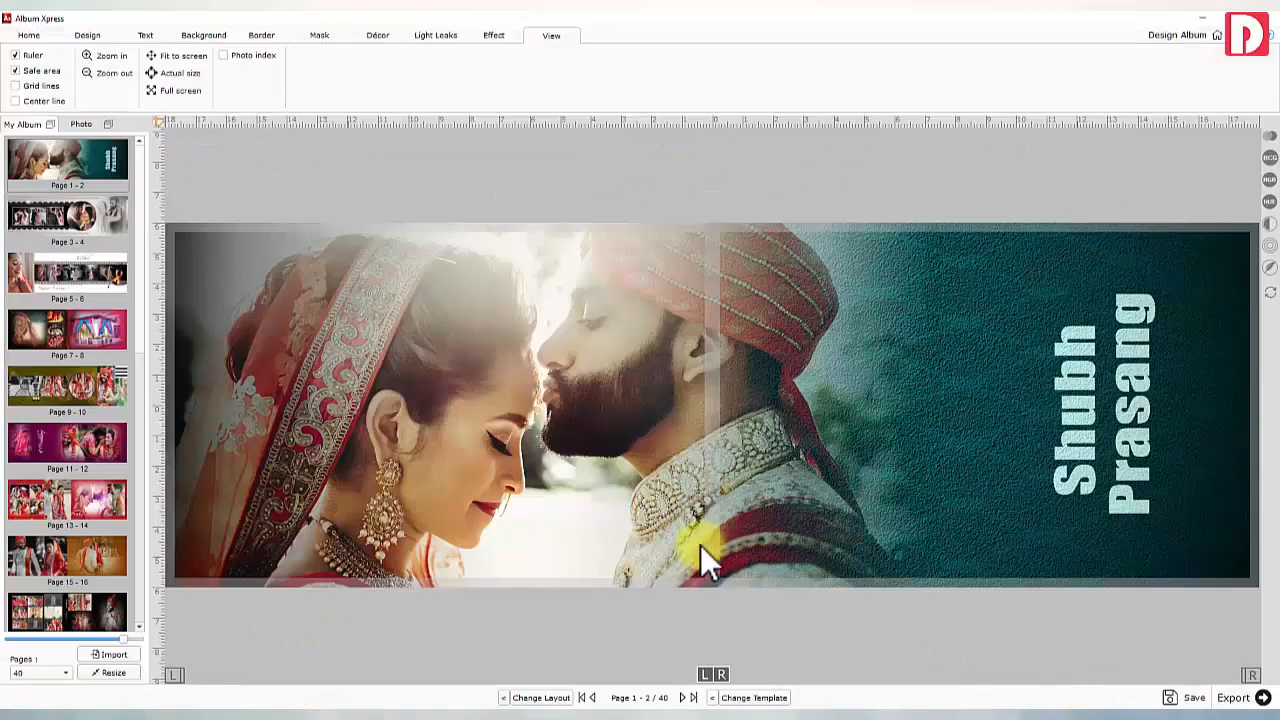 Album Xpress
Home Design Text Background Border Mask Décor Light Leaks Effect View
Design Album
Ruler
Safe area
Grid lines
Center line
Zoom in
Zoom out
Fit to screen
Actual size
Full screen
Photo index
My Album Photo
Page 1 - 2
Page 3 - 4
Page 5 - 6
Page 7 - 8
Page 9 - 10
Page 11 - 12
Page 13 - 14
Page 15 - 16
Shubh
Prasang
BCG
RGB
HUE
Pages :
40
Import
Resize
L
L R
R
< Change Layout
Page 1 - 2 / 40
< Change Template
Save
Export